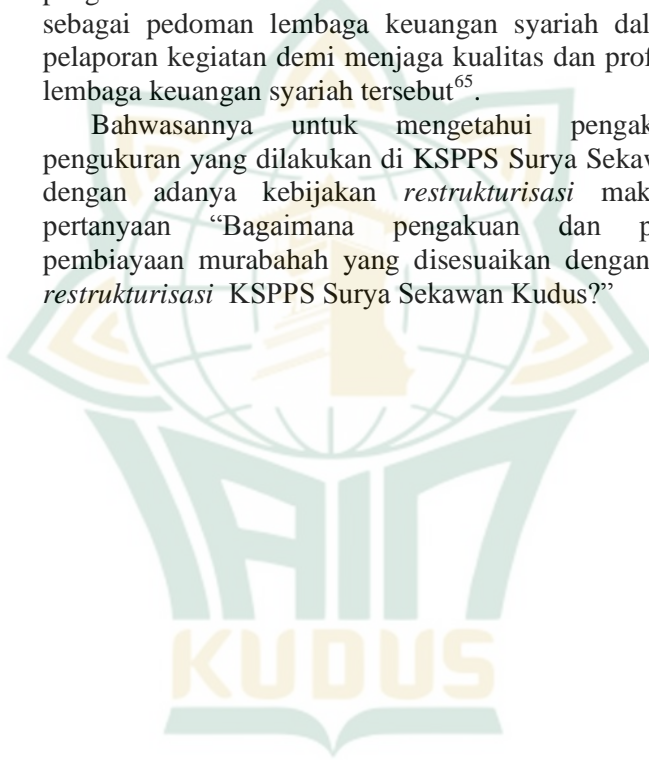 sebagai pedoman lembaga keuangan syariah dal
pelaporan kegiatan demi menjaga kualitas dan prof
lembaga keuangan syariah tersebut65.
Bahwasannya untuk mengetahui pengak
pengukuran yang dilakukan di KSPPS Surya Sekaw
dengan adanya kebijakan restrukturisasi mak
pertanyaan “Bagaimana pengakuan dan p
pembiayaan murabahah yang disesuaikan dengan
restrukturisasi KSPPS Surya Sekawan Kudus?”
IAIN
KUDUS